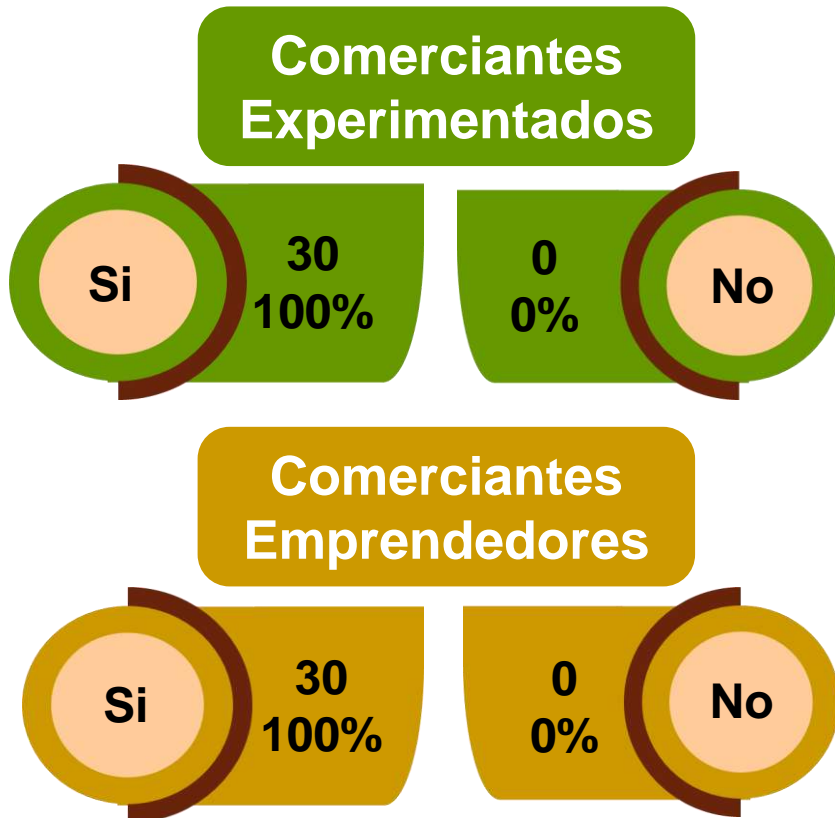 Comerciantes
Experimentados
Si
30
100%
0
0%
No
Comerciantes
Emprendedores
Si
30
100%
0
0%
No